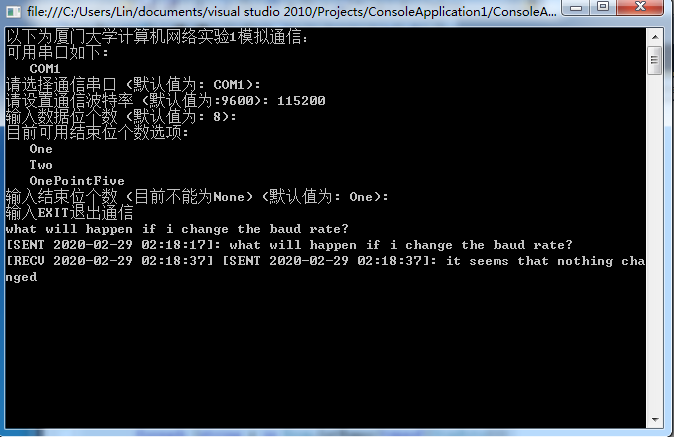 file:///C:/Users/Lin/documents/visual studio 2010/Projects/ConsoleApplication1/ConsoleA...
以下为厦门大学计算机网络实验1模拟通信:
可用串口如下:
COM1
请选择通信串口 (默认值为: COM1):
请设置通信波特率 (默认值为:9600): 115200
输入数据位个数 (默认值为: 8):
目前可用结束位个数选项:
One
Two
OnePointFive
输入结束位个数 (目前不能为None) (默认值为: One):
输入EXIT退出通信
what will happen if i change the baud rate?
[SENT 2020-02-29 02:18:17]: what will happen if i change the baud rate?
[RECV 2020-02-29 02:18:37] [SENT 2020-02-29 02:18:37]: it seems that nothing cha
nged